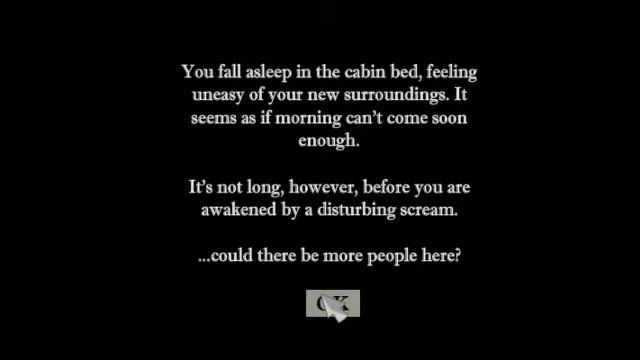 You fall asleep in the cabin bed, feeling
uneasy of your new surroundings. It
seems as if morning can't come soon
enough.
It's not long, however, before you are
awakened by a disturbing scream.
...could there be more people here?
OK